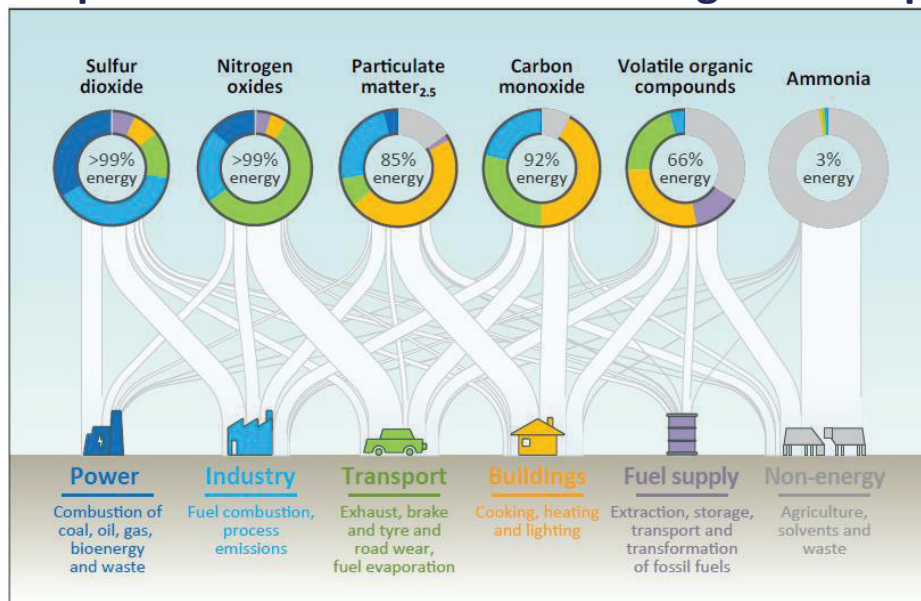 Sulfur
dioxide
Nitrogen
oxides
Particulate
matter2.5
Carbon
monoxide
Volatile organic
compounds
Ammonia
>99%
energy
>99%
energy
85%
energy
92%
energy
66%
energy
3%
energy
Power
Combustion of
coal, oil, gas,
bioenergy
and waste
Industry
Fuel combustion,
process
emissions
Transport
Exhaust, brake
and tyre and
road wear,
fuel evaporation
Buildings
Cooking, heating
and lighting
Fuel supply
Extraction, storage,
transport and
transformation
of fossil fuels
Non-energy
Agriculture,
solvents and
waste